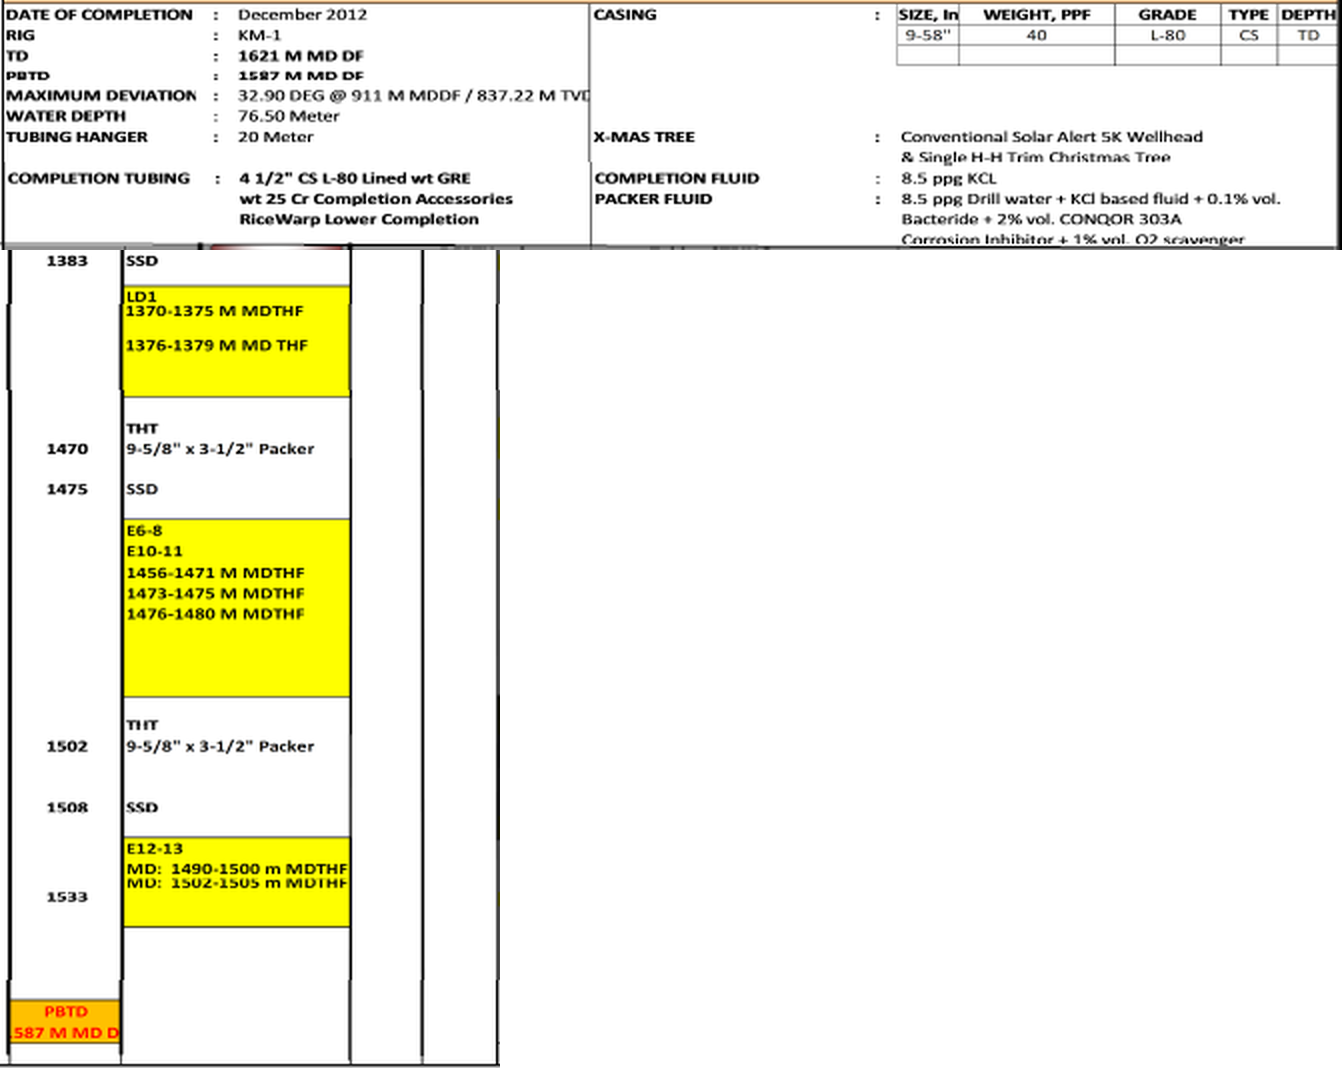 DATE OF COMPLETION : December 2012
RIG : KM-1
TD : 1621 M MD DF
PBTD : 1587 M MD DF
MAXIMUM DEVIATION : 32.90 DEG @ 911 M MDDF / 837.22 M TVD
WATER DEPTH : 76.50 Meter
TUBING HANGER : 20 Meter
COMPLETION TUBING : 4 1/2" CS L-80 Lined wt GRE
wt 25 Cr Completion Accessories
RiceWarp Lower Completion
CASING :
SIZE, In WEIGHT, PPF GRADE TYPE DEPTH
9-58" 40 L-80 CS TD
X-MAS TREE : Conventional Solar Alert 5K Wellhead
& Single H-H Trim Christmas Tree
COMPLETION FLUID : 8.5 ppg KCL
PACKER FLUID : 8.5 ppg Drill water + KCl based fluid + 0.1% vol.
Bactericide + 2% vol. CONQOR 303A
Corrosion Inhibitor + 1% vol. O2 scavenger
1383 SSD
LD1
1370-1375 M MDTHF
1376-1379 M MD THF
THT
1470 9-5/8" x 3-1/2" Packer
1475 SSD
E6-8
E10-11
1456-1471 M MDTHF
1473-1475 M MDTHF
1476-1480 M MDTHF
THT
1502 9-5/8" x 3-1/2" Packer
1508 SSD
E12-13
MD: 1490-1500 m MDTHF
MD: 1502-1505 m MDTHF
1533
PBTD
587 M MD D